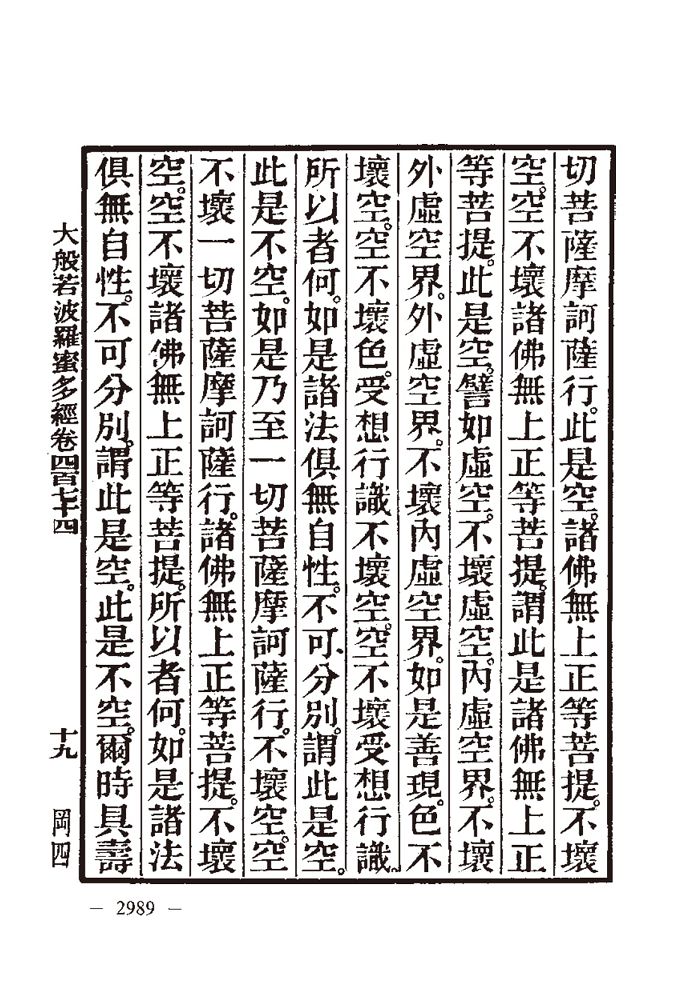 切菩薩摩訶薩行。此是空。諸佛無上正等菩提。不壞
空。空不壞諸佛無上正等菩提。謂此是諸佛無上正
等菩提。此是空。譬如虛空。不壞虛空。內虛空界。不壞
外虛空界。外虛空界。不壞內虛空界。如是善現。色不
壞空。空不壞色。受想行識不壞空。空不壞受想行識。
所以者何。如是諸法俱無自性。不可分別。謂此是空。
此是不空。如是乃至一切菩薩摩訶薩行。不壞空。空
不壞一切菩薩摩訶薩行。諸佛無上正等菩提。不壞
空。空不壞諸佛無上正等菩提。所以者何。如是諸法
俱無自性。不可分別。謂此是空。此是不空。爾時具壽
大般若波羅蜜多經卷四百七十四 十九 岡四
— 2989 —